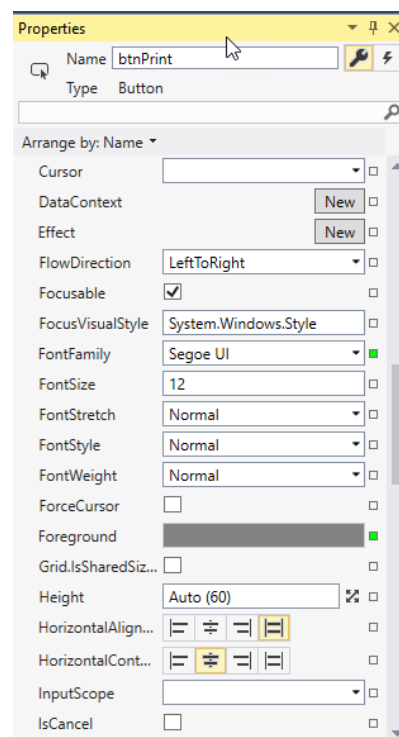 Properties
Name btnPrint
Type Button
Arrange by: Name
Cursor
DataContext New
Effect New
FlowDirection LeftToRight
Focusable
FocusVisualStyle System.Windows.Style
FontFamily Segoe UI
FontSize 12
FontStretch Normal
FontStyle Normal
FontWeight Normal
ForceCursor
Foreground
Grid.IsSharedSiz...
Height Auto (60)
HorizontalAlign...
HorizontalCont...
InputScope
IsCancel